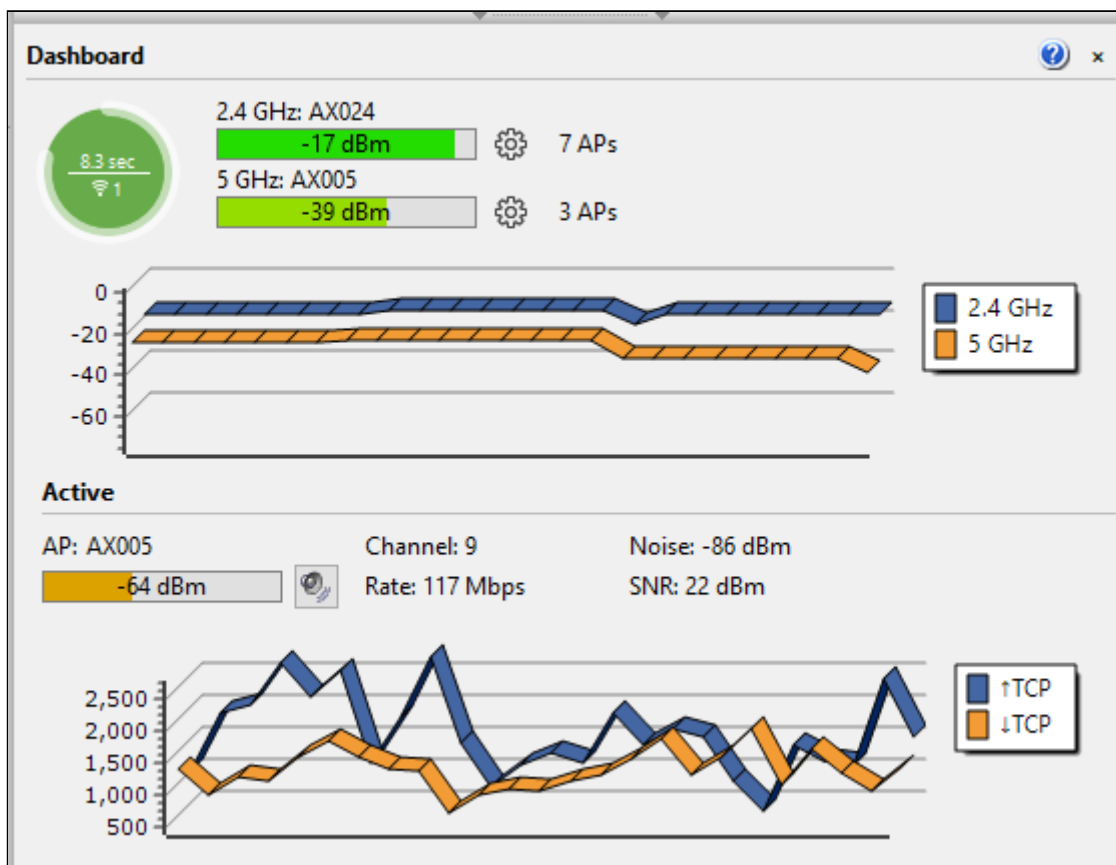 Dashboard
2.4 GHz: AX024
8.3 sec
1
-17 dBm
7 APs
5 GHz: AX005
-39 dBm
3 APs
0
-20
-40
-60
2.4 GHz
5 GHz
Active
AP: AX005
Channel: 9
Noise: -86 dBm
-64 dBm
Rate: 117 Mbps
SNR: 22 dBm
2,500
2,000
1,500
1,000
500
↑TCP
↓TCP